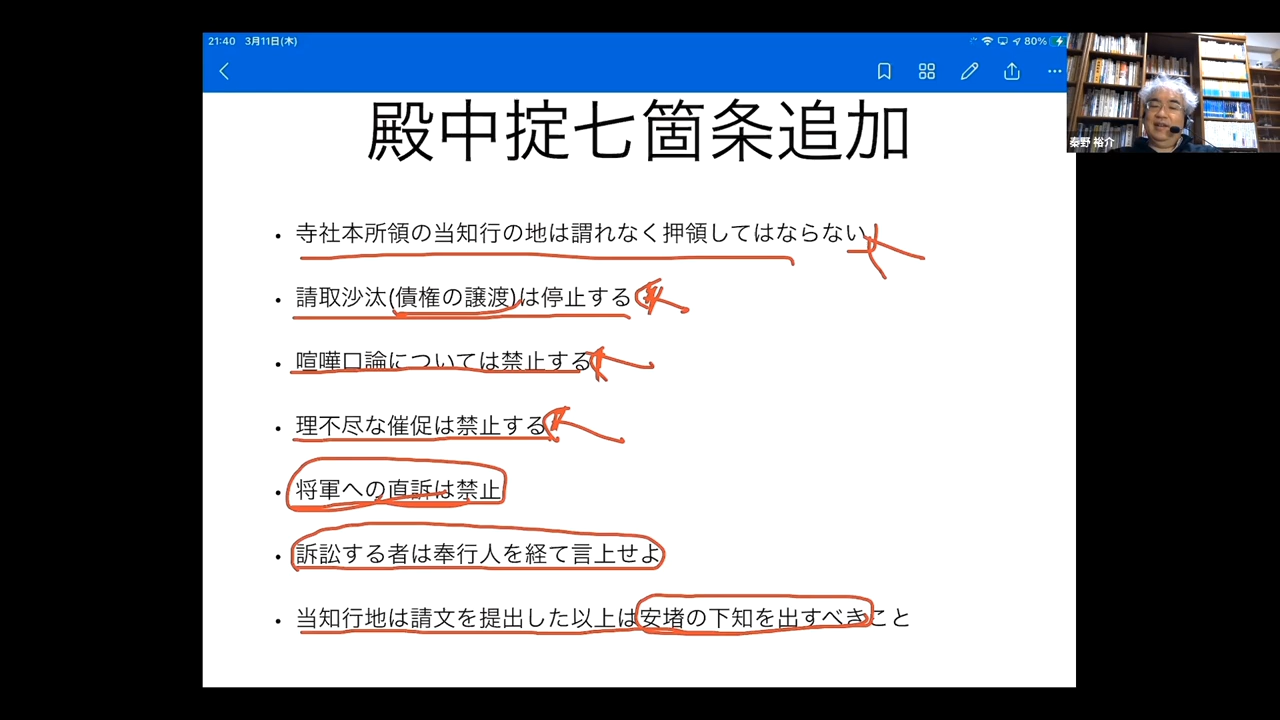 21:40 3月11日(木)
80%
殿中掟七箇条追加
・寺社本所領の当知行の地は謂れなく押領してはならない
・請取沙汰(債権の譲渡)は停止する
・喧嘩口論については禁止する
・理不尽な催促は禁止する
・将軍への直訴は禁止
・訴訟する者は奉行人を経て言上せよ
・当知行地は請文を提出した以上は安堵の下知を出すべきこと
秦野 裕介